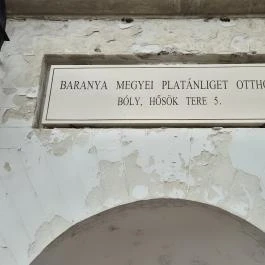 BARANYA MEGYEI PLATÁNLIGET OTTHO
BÓLY, HŐSÖK TERE 5.